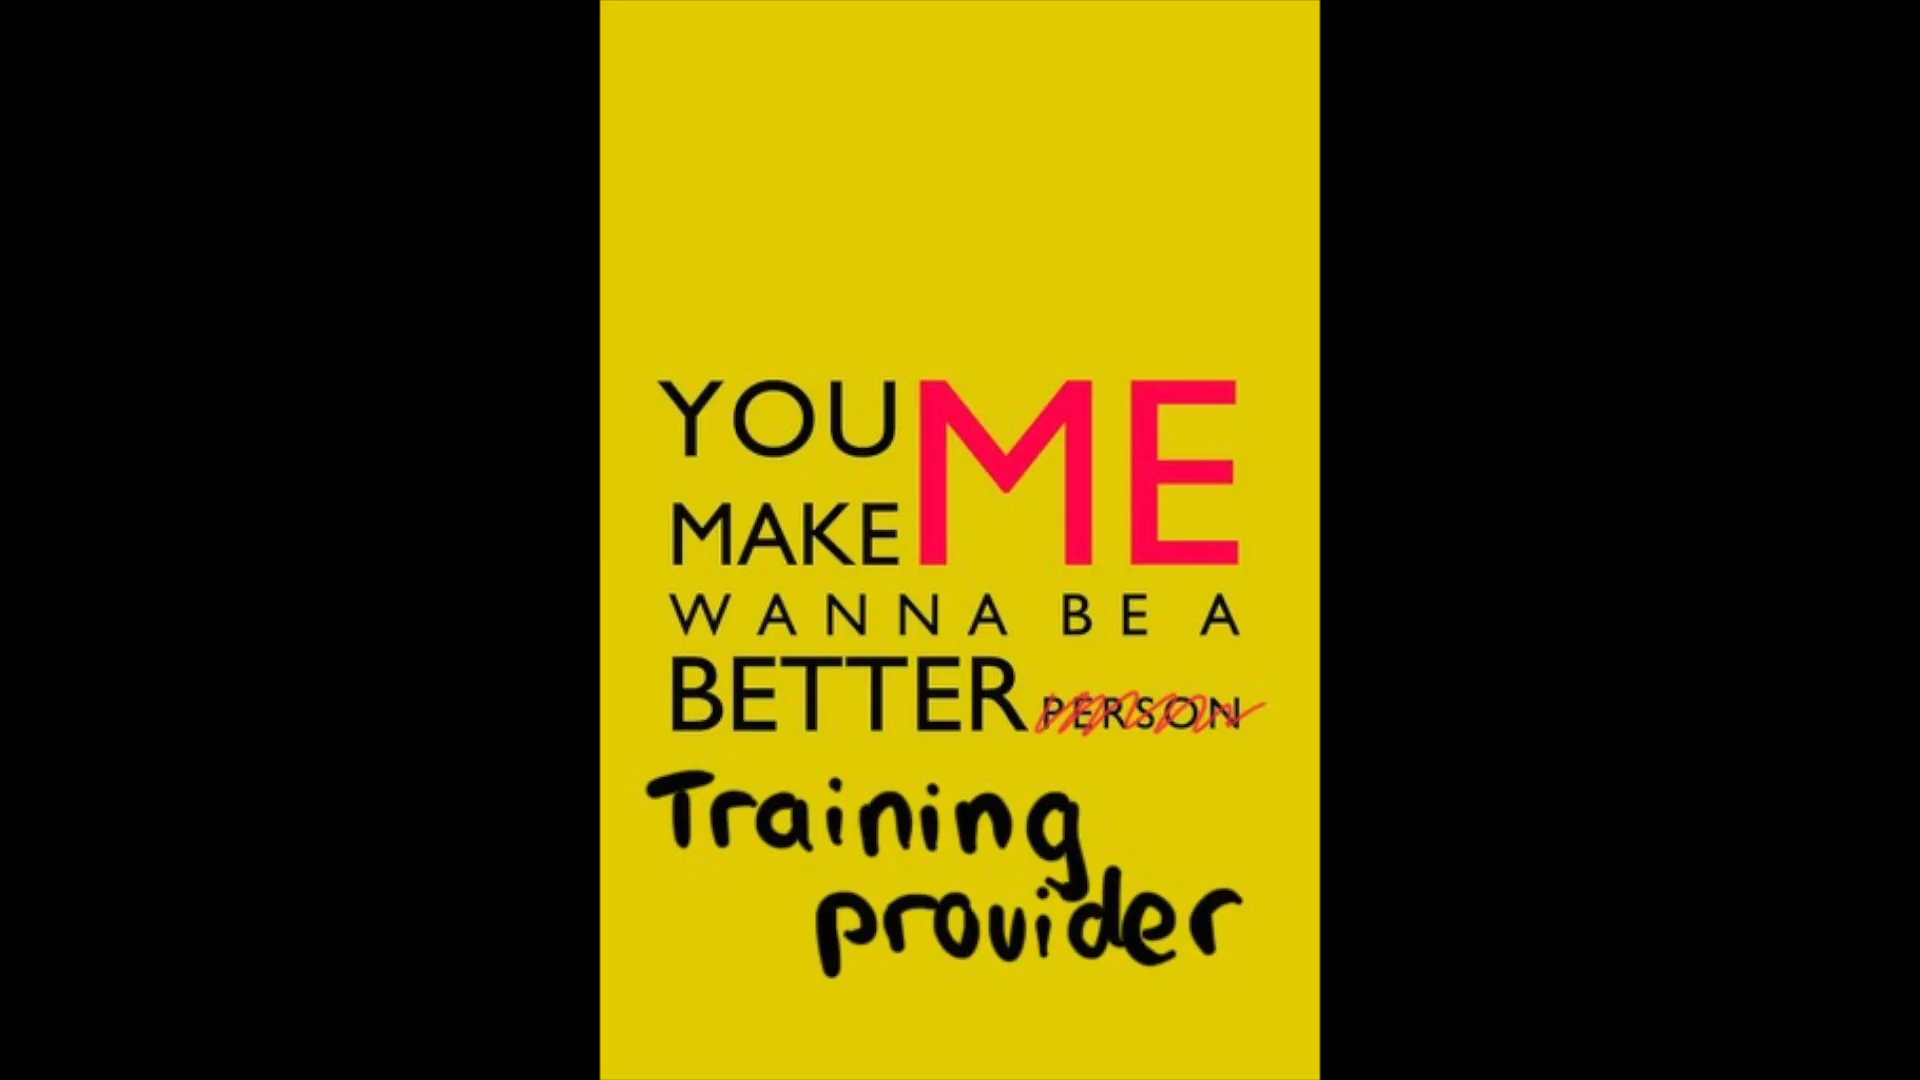 YOU ME
MAKE
WANNA BE A
BETTER PERSON
Training
provider